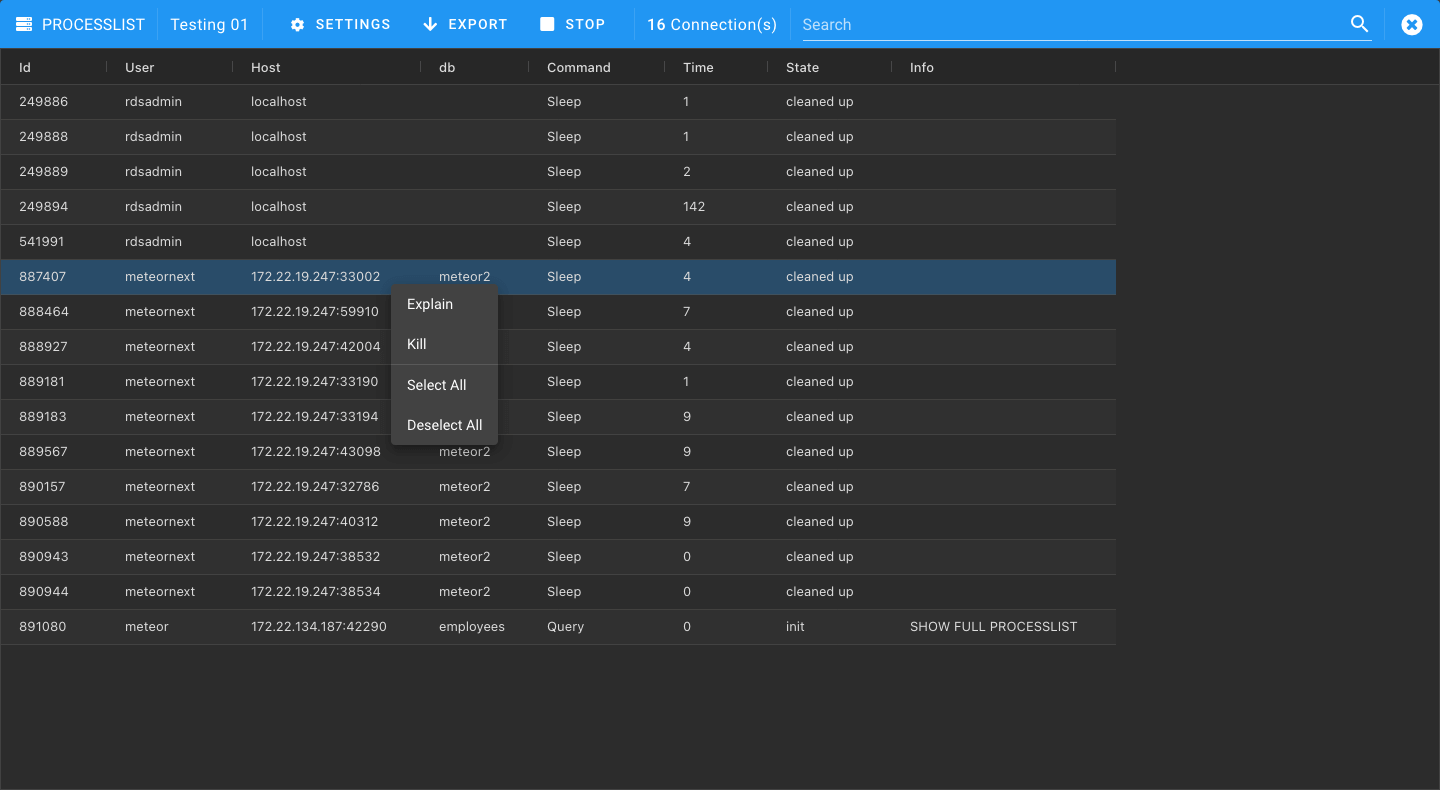 PROCESSLIST Testing 01 SETTINGS EXPORT STOP 16 Connection(s) Search
Id User Host db Command Time State Info
249886 rdsadmin localhost Sleep 1 cleaned up
249888 rdsadmin localhost Sleep 1 cleaned up
249889 rdsadmin localhost Sleep 2 cleaned up
249894 rdsadmin localhost Sleep 142 cleaned up
541991 rdsadmin localhost Sleep 4 cleaned up
887407 meteornext 172.22.19.247:33002 meteor2 Sleep 4 cleaned up
Explain
888464 meteornext 172.22.19.247:59910 Sleep 7 cleaned up
Kill
888927 meteornext 172.22.19.247:42004 Sleep 4 cleaned up
889181 meteornext 172.22.19.247:33190 Sleep 1 cleaned up
Select All
889183 meteornext 172.22.19.247:33194 Sleep 9 cleaned up
Deselect All
889567 meteornext 172.22.19.247:43098 meteor2 Sleep 9 cleaned up
890157 meteornext 172.22.19.247:32786 meteor2 Sleep 7 cleaned up
890588 meteornext 172.22.19.247:40312 meteor2 Sleep 9 cleaned up
890943 meteornext 172.22.19.247:38532 meteor2 Sleep 0 cleaned up
890944 meteornext 172.22.19.247:38534 meteor2 Sleep 0 cleaned up
891080 meteor 172.22.134.187:42290 employees Query 0 init SHOW FULL PROCESSLIST